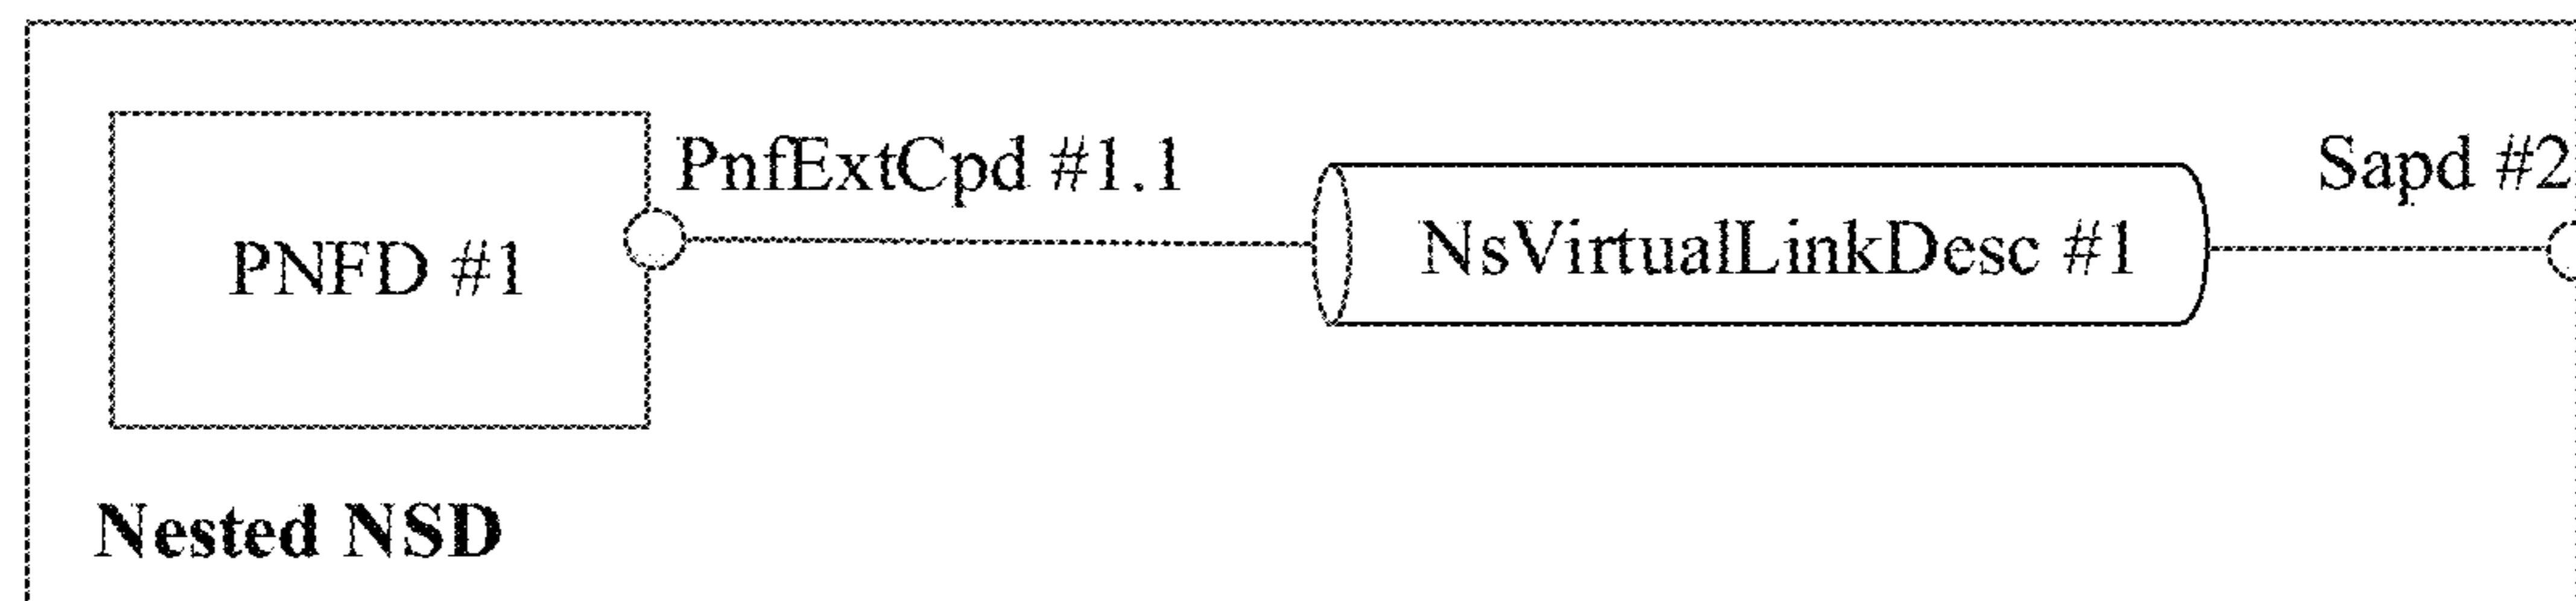 PnfExtCpd #1.1
Sapd #2
PNFD #1
NsVirtualLinkDesc #1
Nested NSD